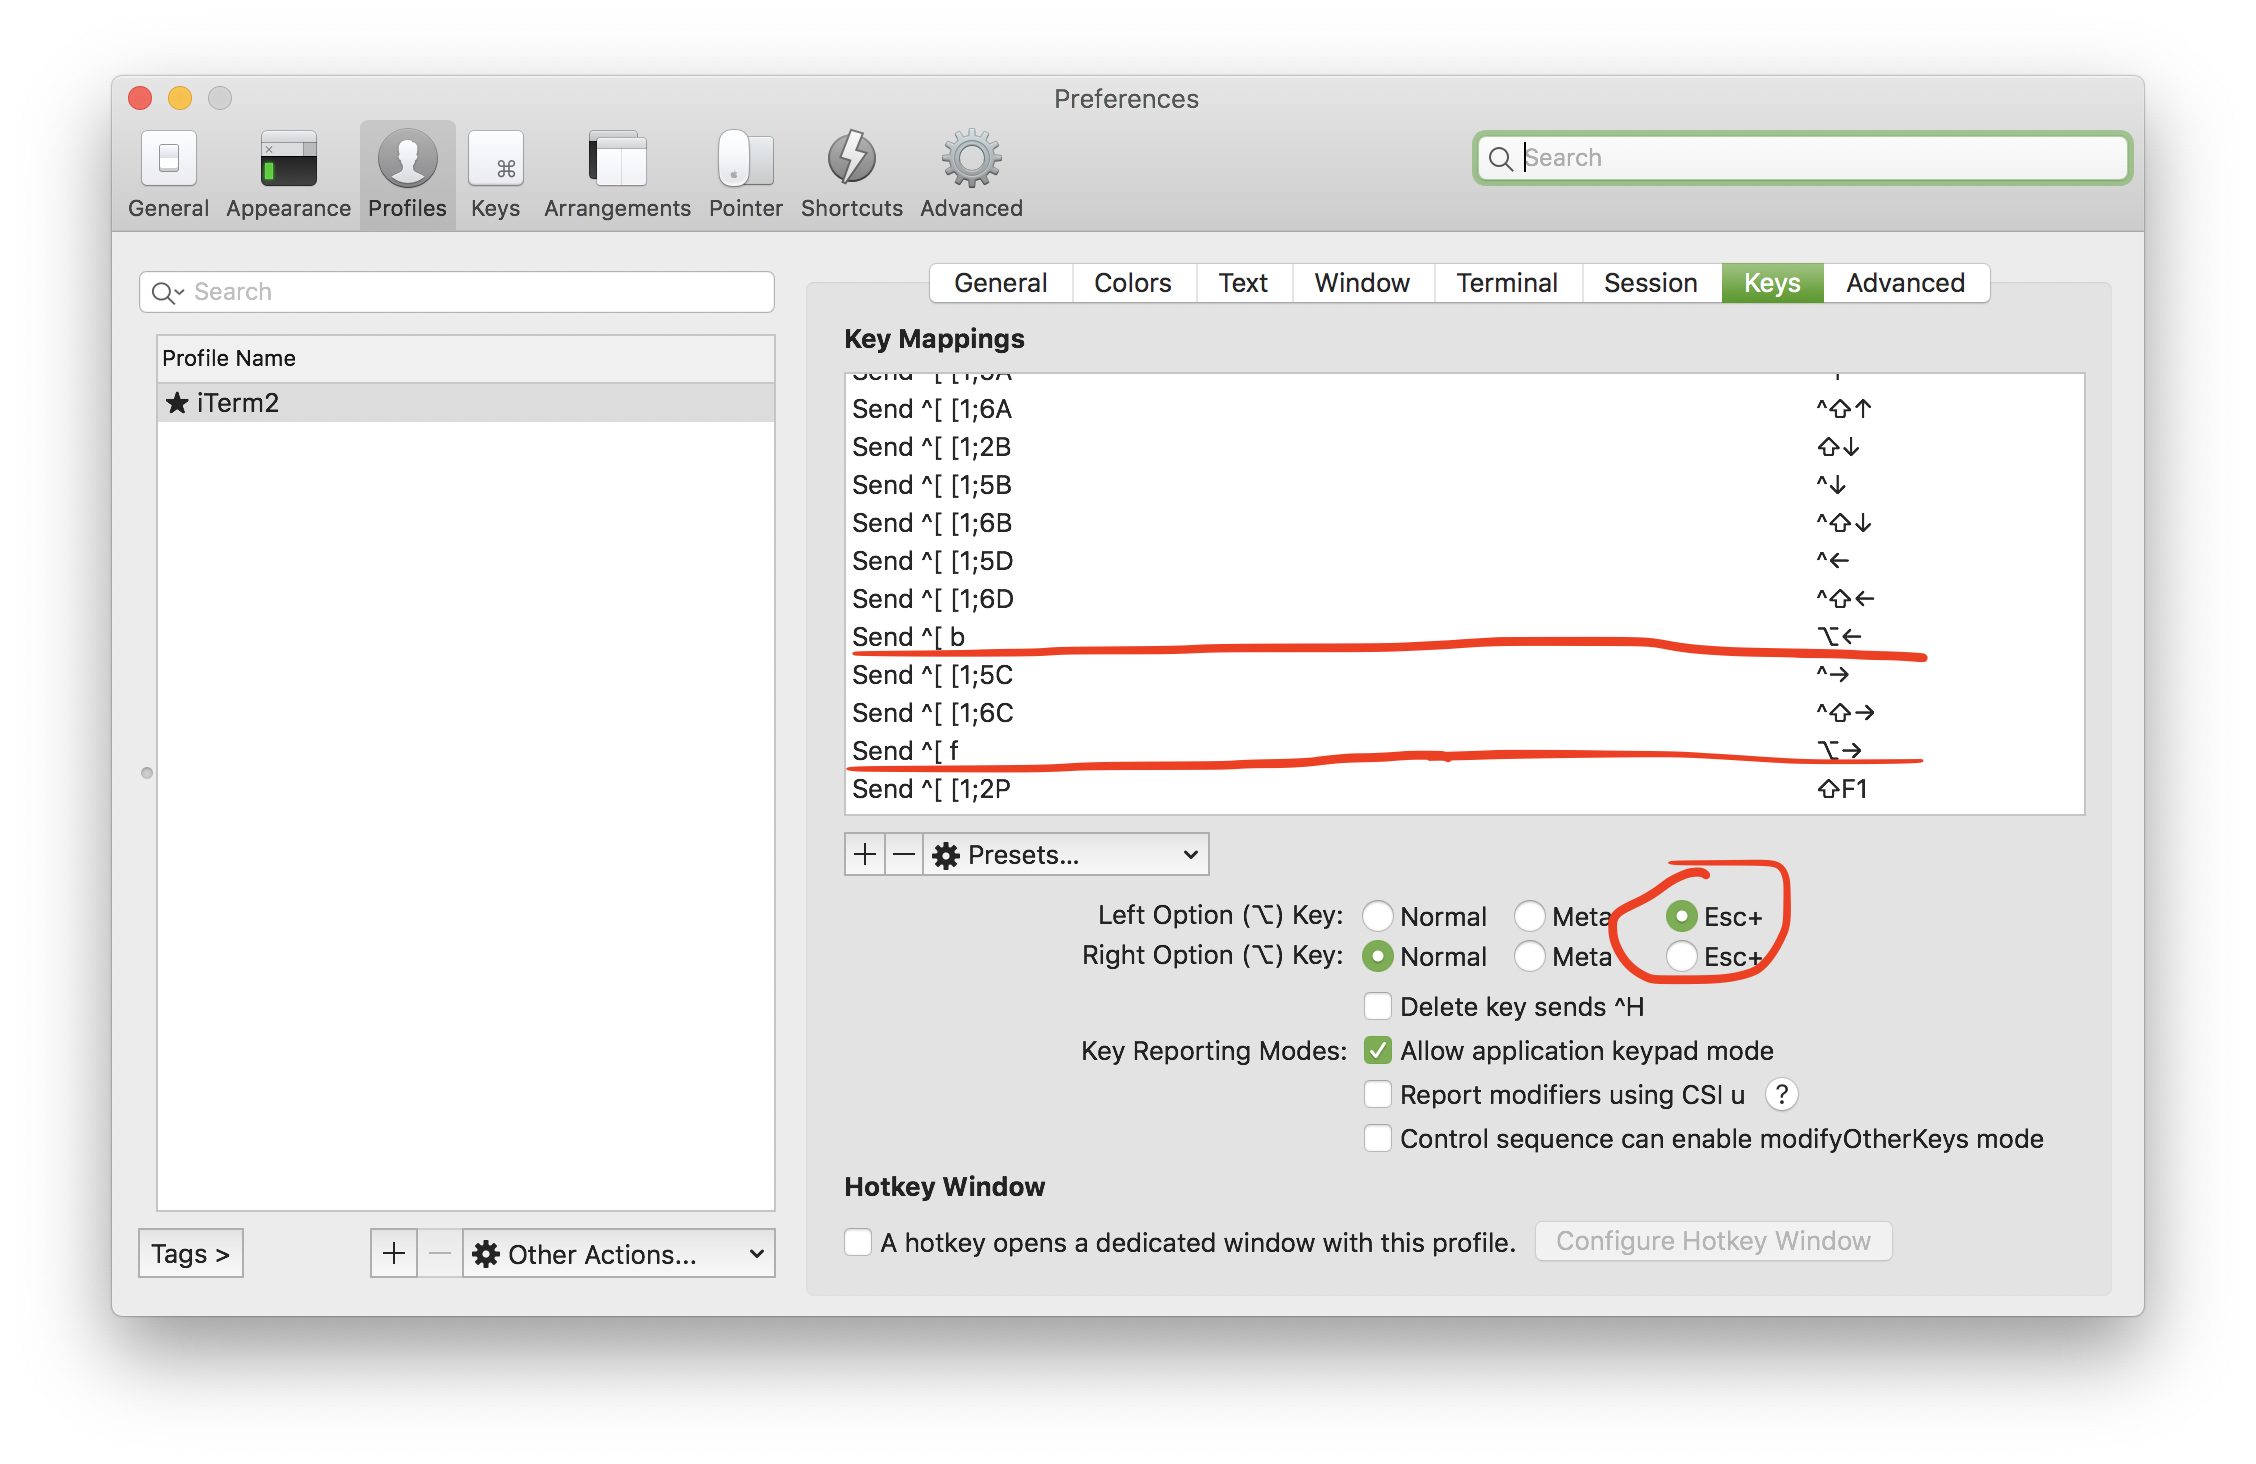 Preferences
General Appearance Profiles Keys Arrangements Pointer Shortcuts Advanced
Search
Search
Profile Name
★ iTerm2
Tags >
Other Actions...
General Colors Text Window Terminal Session Keys Advanced
Key Mappings
Send ^[ [1;6A ^⇧↑
Send ^[ [1;2B ⇧↓
Send ^[ [1;5B ^↓
Send ^[ [1;6B ^⇧↓
Send ^[ [1;5D ^←
Send ^[ [1;6D ^⇧←
Send ^[ b ⌥←
Send ^[ [1;5C ^→
Send ^[ [1;6C ^⇧→
Send ^[ f ⌥→
Send ^[ [1;2P ⇧F1
Presets...
Left Option (⌥) Key: Normal Meta Esc+
Right Option (⌥) Key: Normal Meta Esc+
Delete key sends ^H
Key Reporting Modes: Allow application keypad mode
Report modifiers using CSI u ?
Control sequence can enable modifyOtherKeys mode
Hotkey Window
A hotkey opens a dedicated window with this profile. Configure Hotkey Window